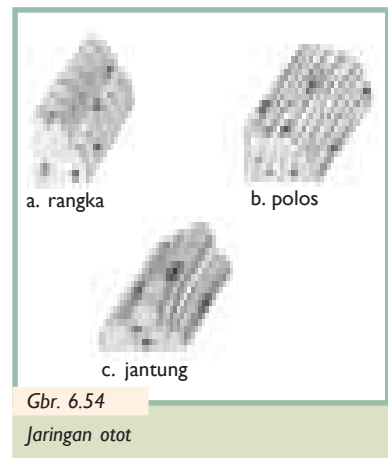 a. rangka
b. polos
c. jantung
Gbr. 6.54
Jaringan otot